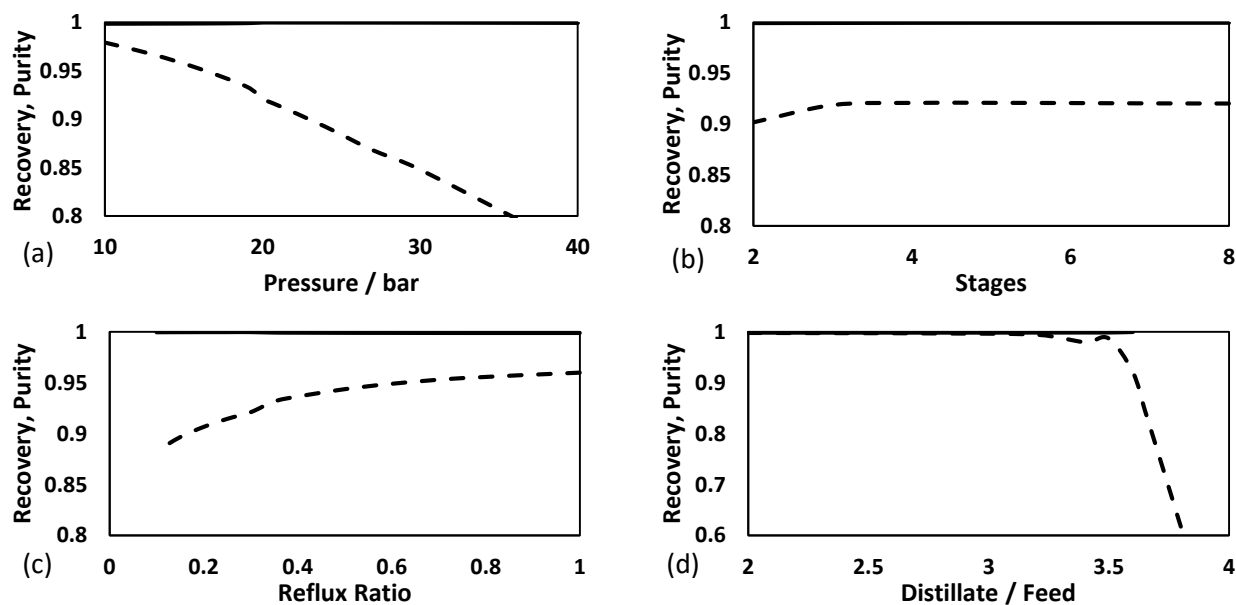 Recovery, Purity
1
0.95
0.9
0.85
0.8
10 20 30 40
(a)
Pressure / bar
Recovery, Purity
1
0.95
0.9
0.85
0.8
2 4 6 8
(b)
Stages
Recovery, Purity
1
0.95
0.9
0.85
0.8
0 0.2 0.4 0.6 0.8 1
(c)
Reflux Ratio
Recovery, Purity
1
0.9
0.8
0.7
0.6
2 2.5 3 3.5 4
(d)
Distillate / Feed